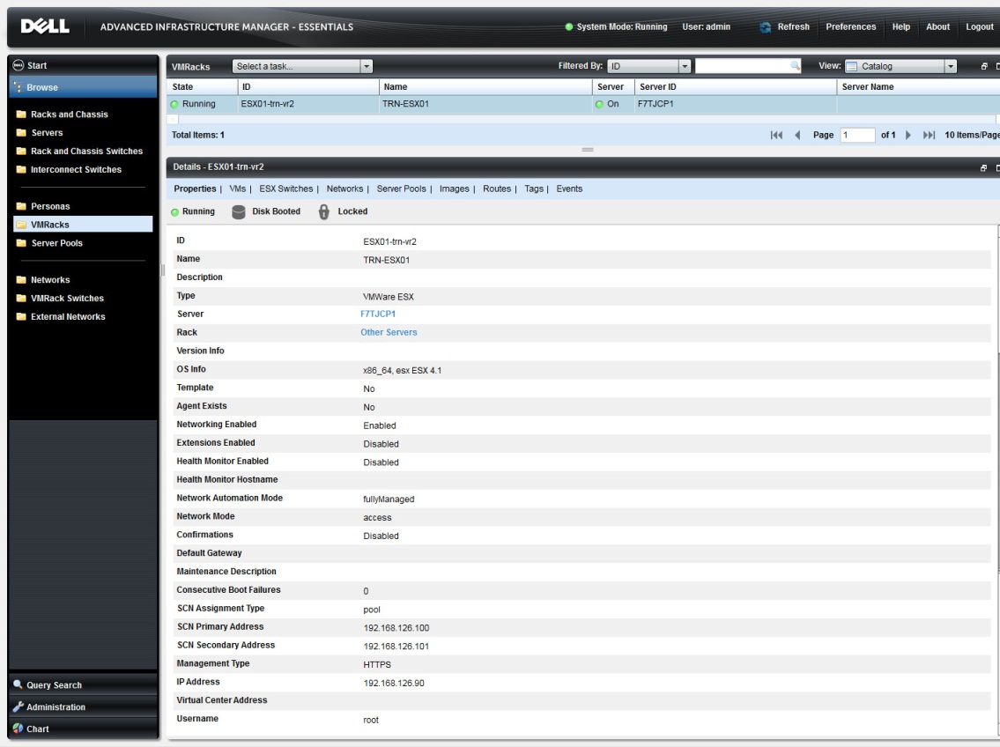 DELL ADVANCED INFRASTRUCTURE MANAGER - ESSENTIALS System Mode: Running User: admin Refresh Preferences Help About Logout
Start
Browse
Racks and Chassis
Servers
Rack and Chassis Switches
Interconnect Switches
Personas
VMRacks
Server Pools
Networks
VMRack Switches
External Networks
Query Search
Administration
Chart
VMRacks Select a task... Filtered By: ID View: Catalog
State ID Name Server Server ID Server Name
Running ESX01-trn-vr2 TRN-ESX01 On F7TJCP1
Total Items: 1 Page 1 of 1 10 Items/Page
Details - ESX01-trn-vr2
Properties | VMs | ESX Switches | Networks | Server Pools | Images | Routes | Tags | Events
Running Disk Booted Locked
ID ESX01-trn-vr2
Name TRN-ESX01
Description
Type VMWare ESX
Server F7TJCP1
Rack Other Servers
Version Info
OS Info x86_64, esx ESX 4.1
Template No
Agent Exists No
Networking Enabled Enabled
Extensions Enabled Disabled
Health Monitor Enabled Disabled
Health Monitor Hostname
Network Automation Mode fullyManaged
Network Mode access
Confirmations Disabled
Default Gateway
Maintenance Description
Consecutive Boot Failures 0
SCN Assignment Type pool
SCN Primary Address 192.168.126.100
SCN Secondary Address 192.168.126.101
Management Type HTTPS
IP Address 192.168.126.90
Virtual Center Address
Username root